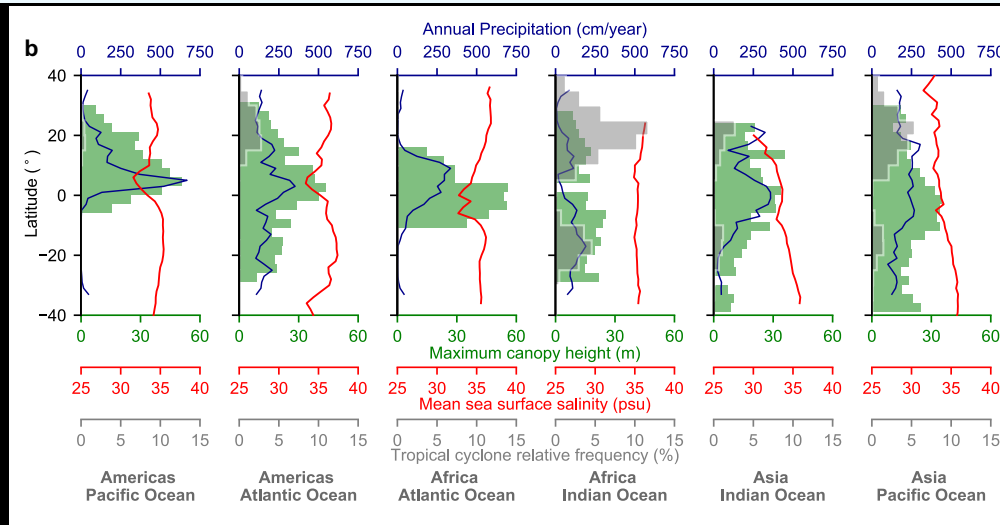 Annual Precipitation (cm/year)
b
0 250 500 750 0 250 500 750 0 250 500 750 0 250 500 750 0 250 500 750 0 250 500 750
40
20
0
−20
−40
Latitude (°)
0 30 60 0 30 60 0 30 60 0 30 60 0 30 60 0 30 60
Maximum canopy height (m)
25 30 35 40 25 30 35 40 25 30 35 40 25 30 35 40 25 30 35 40 25 30 35 40
Mean sea surface salinity (psu)
0 5 10 15 0 5 10 15 0 5 10 15 0 5 10 15 0 5 10 15 0 5 10 15
Tropical cyclone relative frequency (%)
Americas Americas Africa Africa Asia Asia
Pacific Ocean Atlantic Ocean Atlantic Ocean Indian Ocean Indian Ocean Pacific Ocean